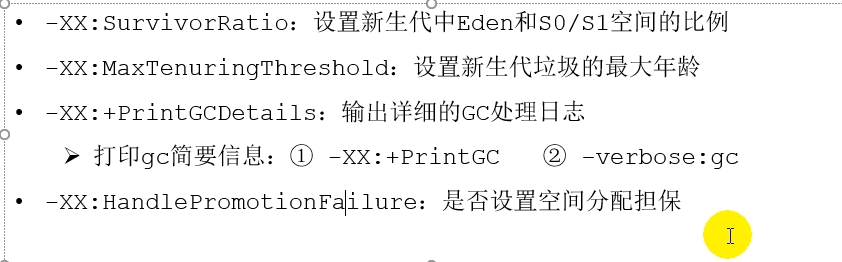 • -XX:SurvivorRatio：设置新生代中Eden和S0/S1空间的比例
• -XX:MaxTenuringThreshold：设置新生代垃圾的最大年龄
• -XX:+PrintGCDetails：输出详细的GC处理日志
➢ 打印gc简要信息：① -XX:+PrintGC ② -verbose:gc
• -XX:HandlePromotionFailure：是否设置空间分配担保